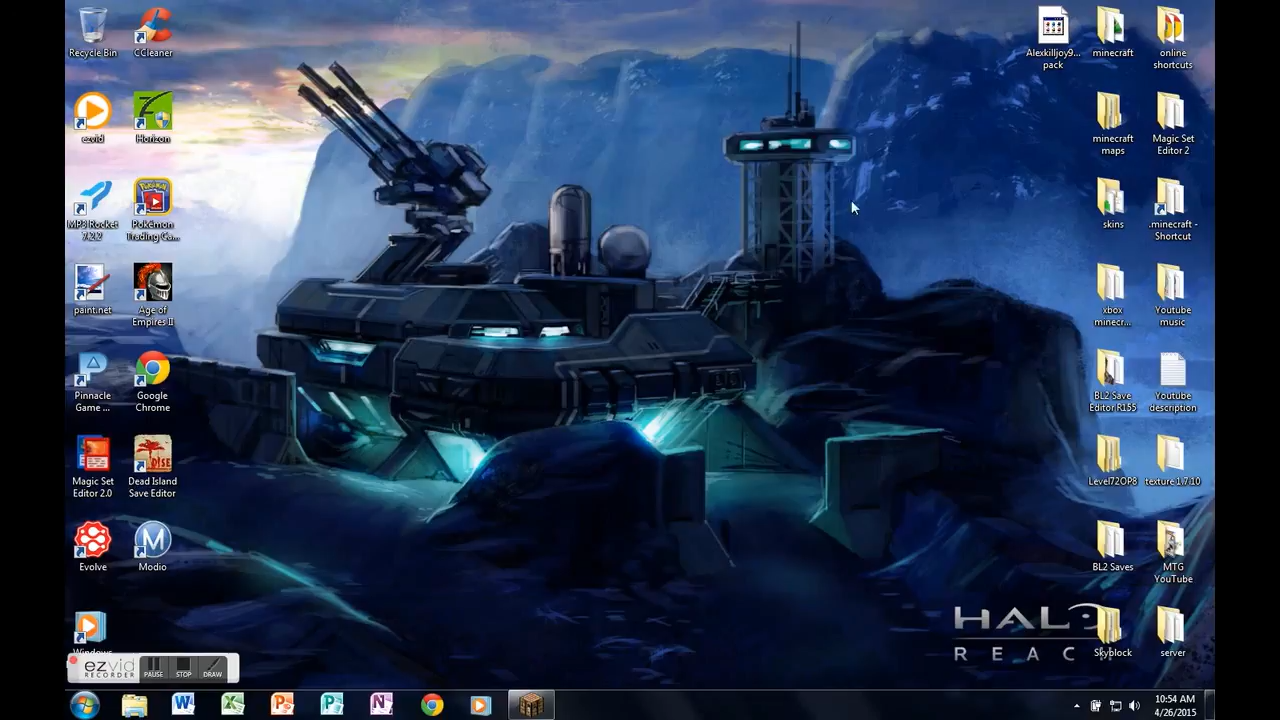 Recycle Bin
CCleaner
ezvid
Horizon
MP3 Rocket
7.2.2
Pokémon
Trading Ca...
paint.net
Age of
Empires II
Pinnacle
Game ...
Google
Chrome
Magic Set
Editor 2.0
Dead Island
Save Editor
Evolve
Modio
Windows
ezvid
RECORDER
PAUSE
STOP
DRAW
Alexkilljoy9...
pack
minecraft
online
shortcuts
minecraft
maps
Magic Set
Editor 2
skins
.minecraft -
Shortcut
xbox
minecr...
Youtube
music
BL2 Save
Editor R155
Youtube
description
Level72OP8
texture 1.7.10
BL2 Saves
MTG
YouTube
Skyblock
server
HALO
REACH
10:54 AM
4/26/2015